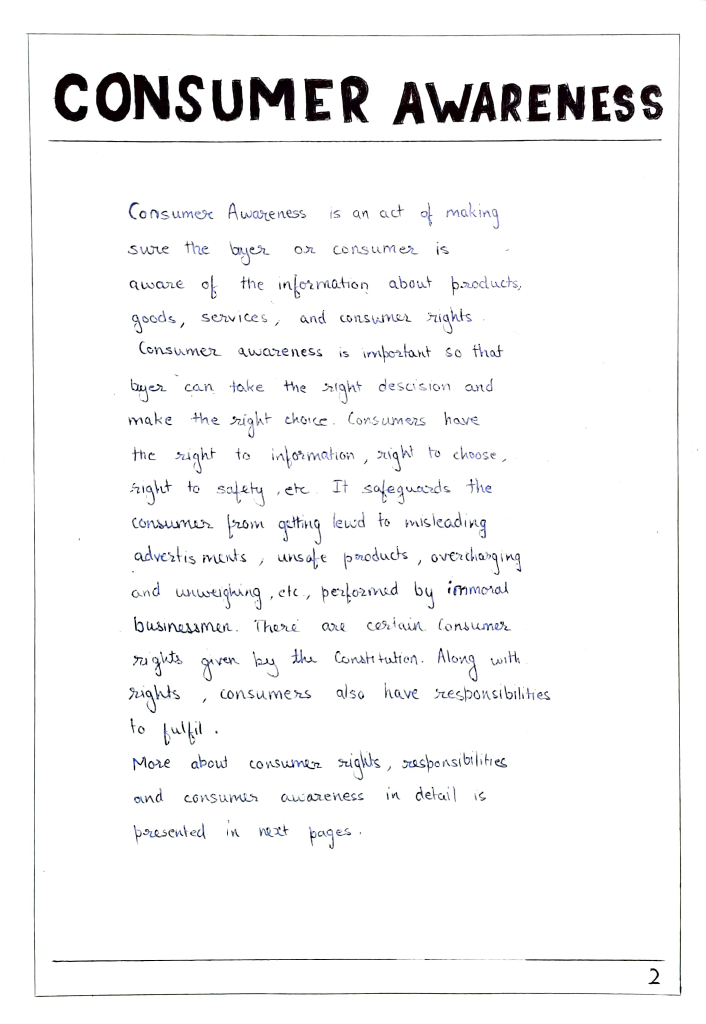 CONSUMER AWARENESS
Consumer Awareness is an act of making
sure the byer or consumer is
aware of the information about products,
goods, services, and consumer rights.
Consumer awareness is important so that
byer can take the right descision and
make the right choice. Consumers have
the right to information, right to choose,
right to safety, etc. It safeguards the
consumer from getting lewd to misleading
advertisments, unsafe products, overcharging
and unweighing, etc., performed by immoral
businessmen. There are certain Consumer
rights given by the Constitution. Along with
rights, consumers also have responsibilities
to fulfil.
More about consumer rights, responsibilities
and consumer awareness in detail is
presented in next pages.
2